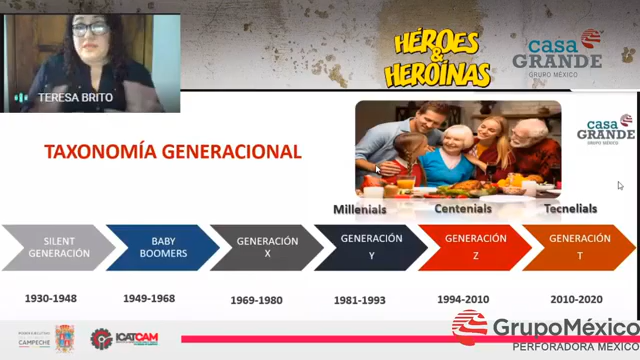 HÉROES
&
HEROÍNAS
casa
GRANDE
GRUPO MÉXICO
TERESA BRITO
casa
GRANDE
GRUPO MÉXICO
TAXONOMÍA GENERACIONAL
Millenials
Centenials
Tecnelials
SILENT
GENERACIÓN
BABY
BOOMERS
GENERACIÓN
X
GENERACIÓN
Y
GENERACIÓN
Z
GENERACIÓN
T
1930-1948
1949-1968
1969-1980
1981-1993
1994-2010
2010-2020
PODER EJECUTIVO
CAMPECHE
ICATCAM
GrupoMéxico
PERFORADORA MÉXICO